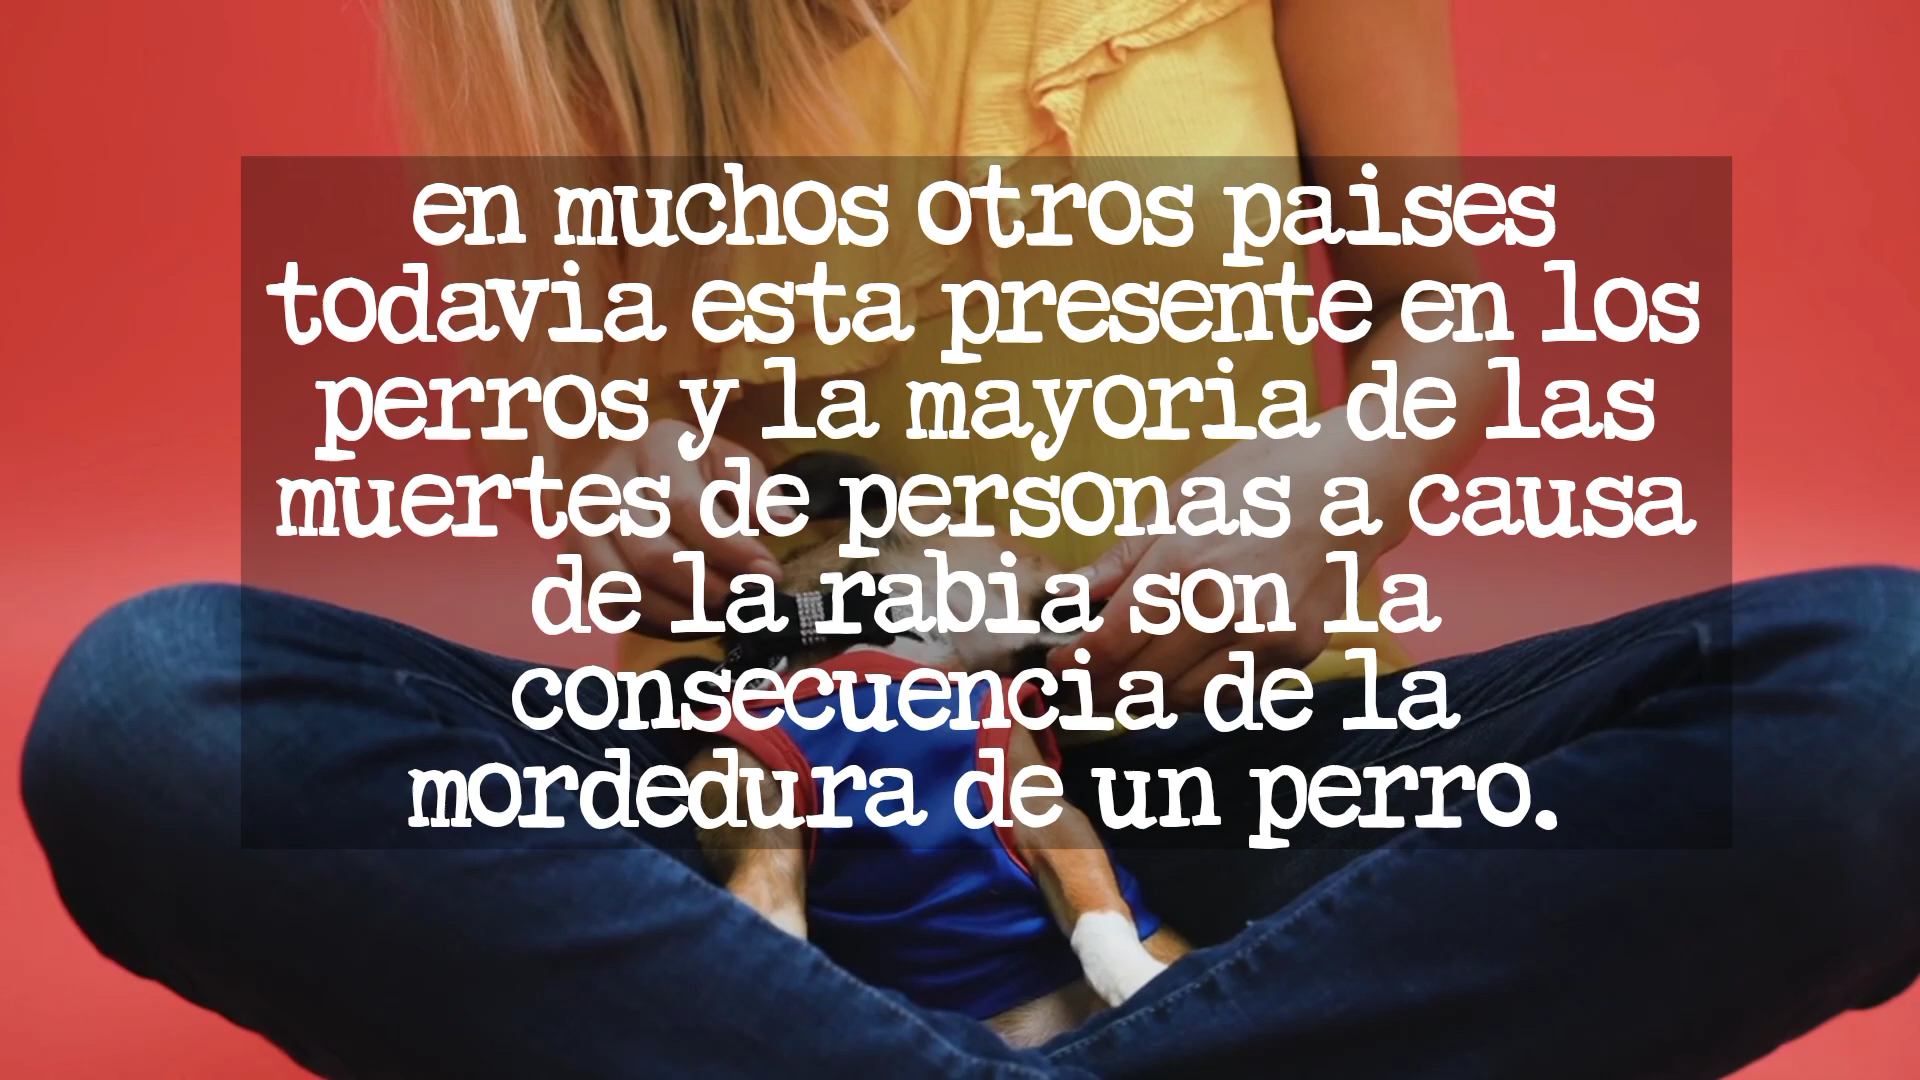 en muchos otros paises
todavia esta presente en los
perros y la mayoria de las
muertes de personas a causa
de la rabia son la
consecuencia de la
mordedura de un perro.